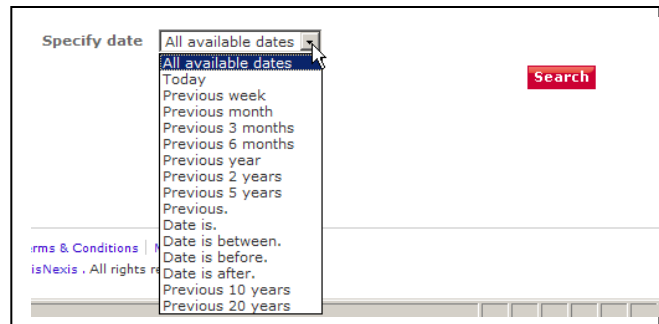 Specify date All available dates
All available dates
Today
Search
Previous week
Previous month
Previous 3 months
Previous 6 months
Previous year
Previous 2 years
Previous 5 years
Previous.
Date is.
Date is between.
Date is before.
Date is after.
Previous 10 years
Previous 20 years
erms & Conditions
isNexis . All rights re